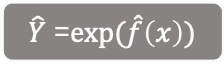 Ŷ =exp(f̂(x))